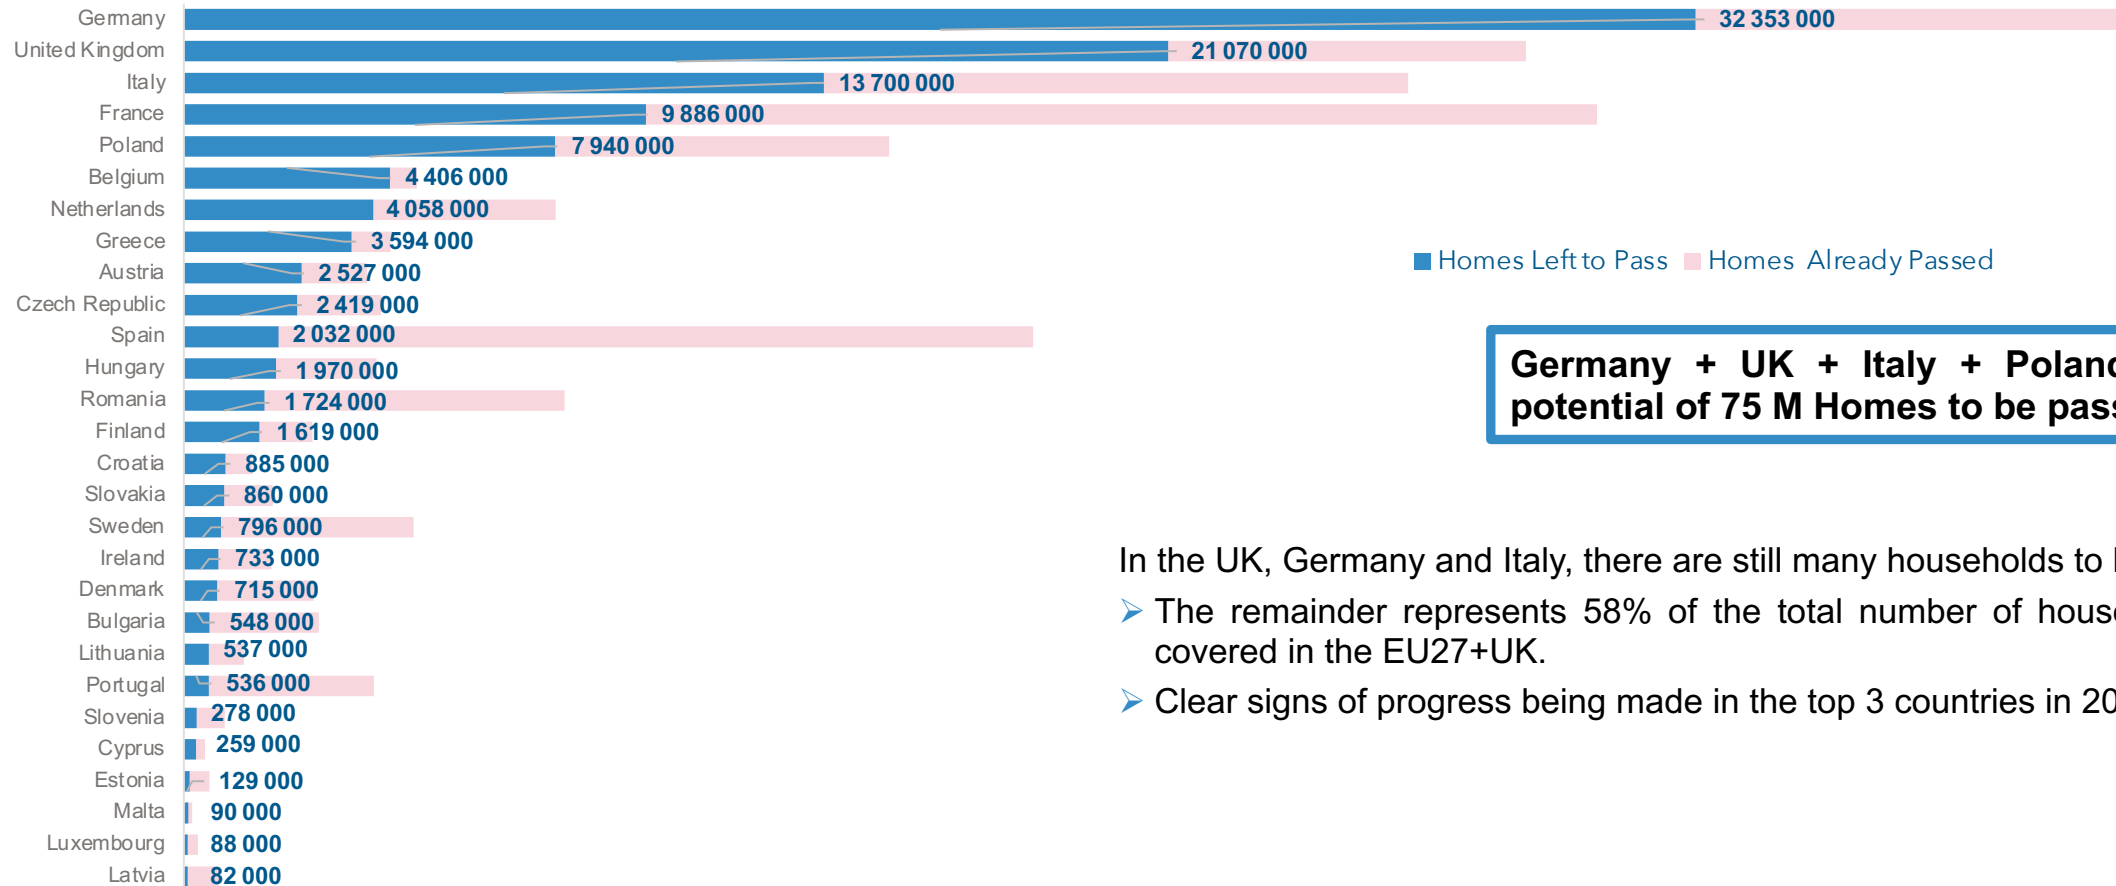 Germany 32 353 000
United Kingdom 21 070 000
Italy 13 700 000
France 9 886 000
Poland 7 940 000
Belgium 4 406 000
Netherlands 4 058 000
Greece 3 594 000
Austria 2 527 000
Czech Republic 2 419 000
Spain 2 032 000
Hungary 1 970 000
Romania 1 724 000
Finland 1 619 000
Croatia 885 000
Slovakia 860 000
Sweden 796 000
Ireland 733 000
Denmark 715 000
Bulgaria 548 000
Lithuania 537 000
Portugal 536 000
Slovenia 278 000
Cyprus 259 000
Estonia 129 000
Malta 90 000
Luxembourg 88 000
Latvia 82 000
Homes Left to Pass Homes Already Passed
Germany + UK + Italy + Poland
potential of 75 M Homes to be
In the UK, Germany and Italy, there are still many households to
The remainder represents 58% of the total number of
covered in the EU27+UK.
Clear signs of progress being made in the top 3 countries in